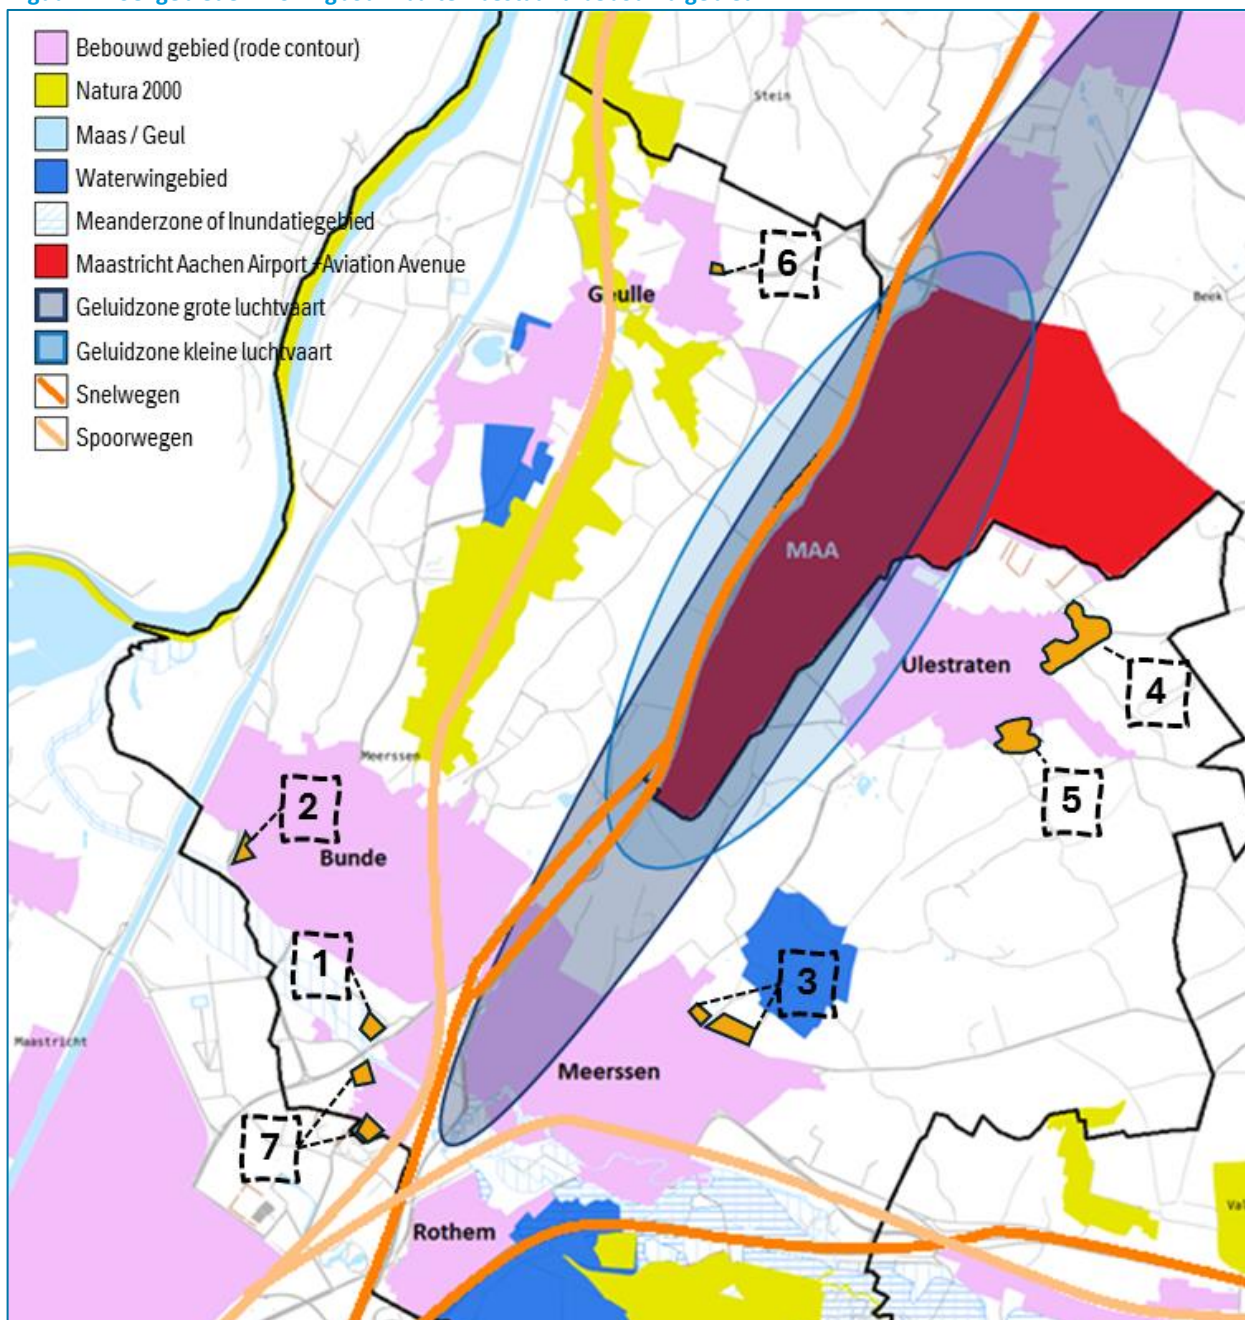 Bebouwd gebied (rode contour)
Natura 2000
Maas / Geul
Waterwingebied
Meanderzone of Inundatiegebied
Maastricht Aachen Airport +Aviation Avenue
Geluidzone grote luchtvaart
Geluidzone kleine luchtvaart
Snelwegen
Spoorwegen
Stein
6
Geulle
Beek
MAA
Ulestraten
4
Meerssen
5
2
Bunde
1
3
Maastricht
Meerssen
7
Rothem